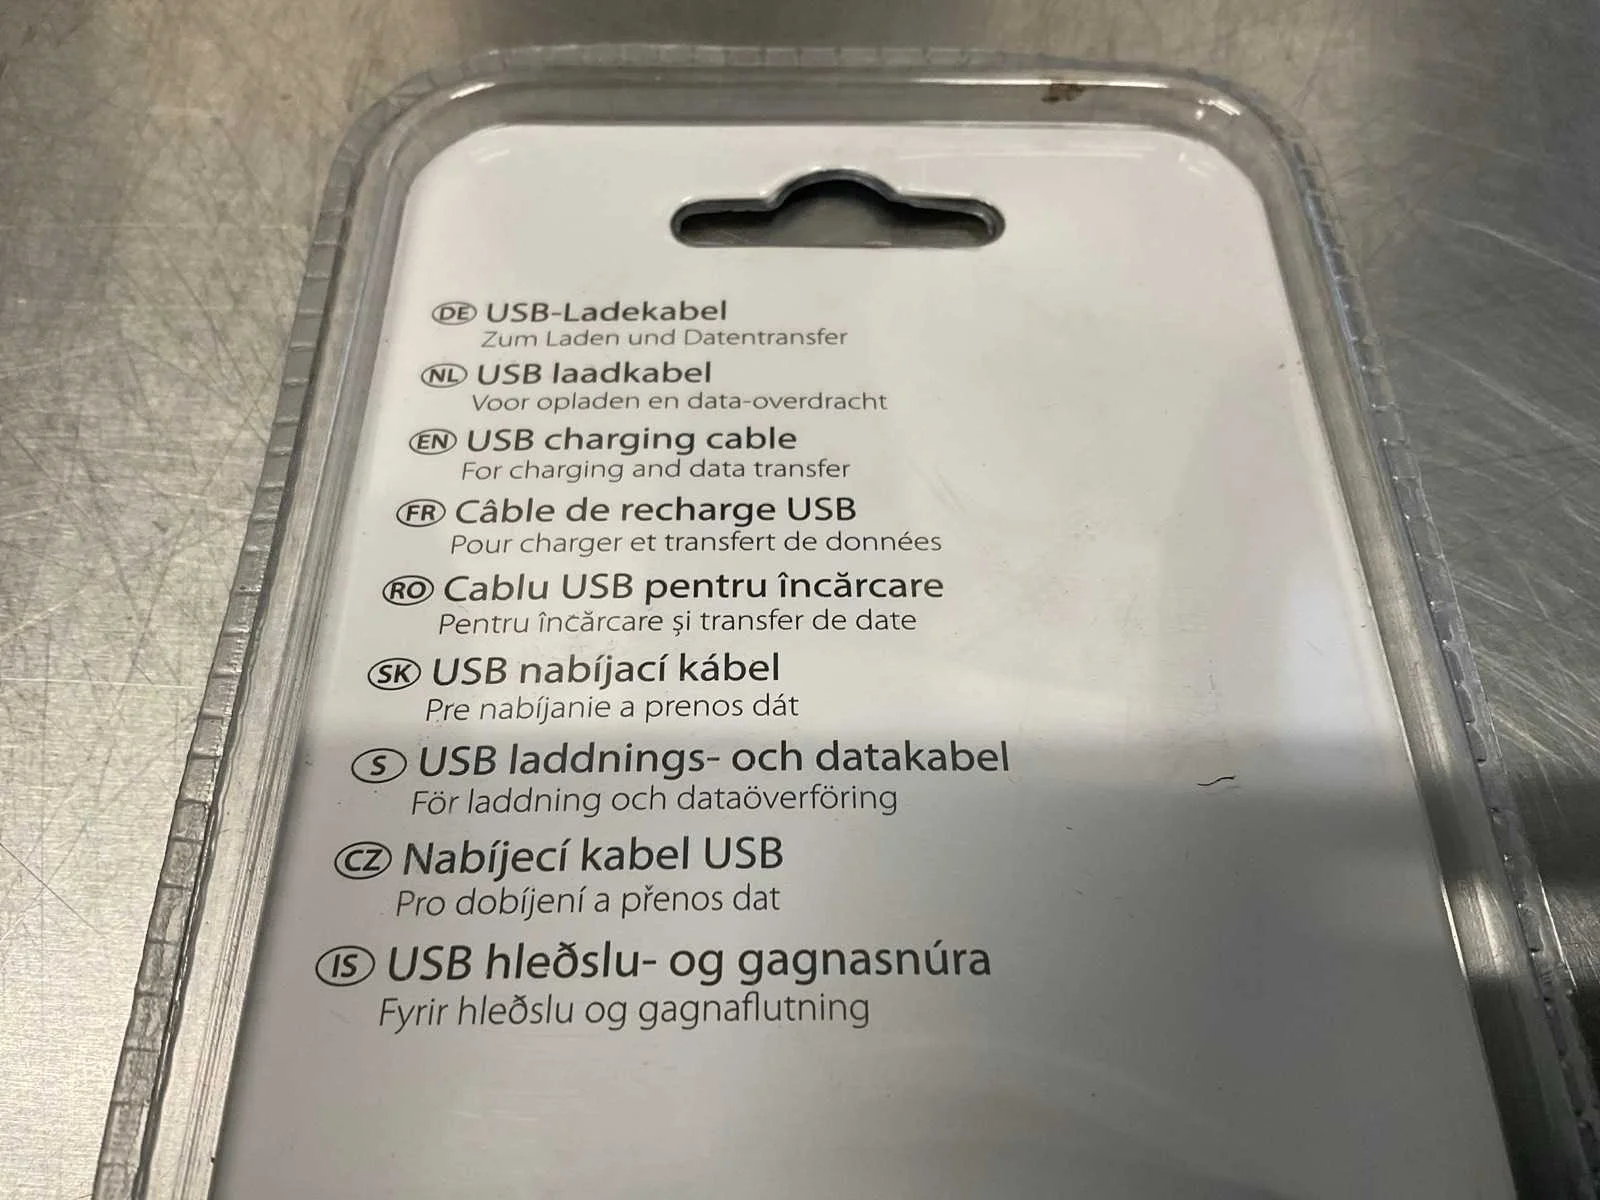 DE USB-Ladekabel
Zum Laden und Datentransfer
NL USB laadkabel
Voor opladen en data-overdracht
EN USB charging cable
For charging and data transfer
FR Câble de recharge USB
Pour charger et transfert de données
RO Cablu USB pentru încărcare
Pentru încărcare și transfer de date
SK USB nabíjací kábel
Pre nabíjanie a prenos dát
S USB laddnings- och datakabel
För laddning och dataöverföring
CZ Nabíjecí kabel USB
Pro dobíjení a přenos dat
IS USB hleðslu- og gagnasnúra
Fyrir hleðslu og gagnaflutning